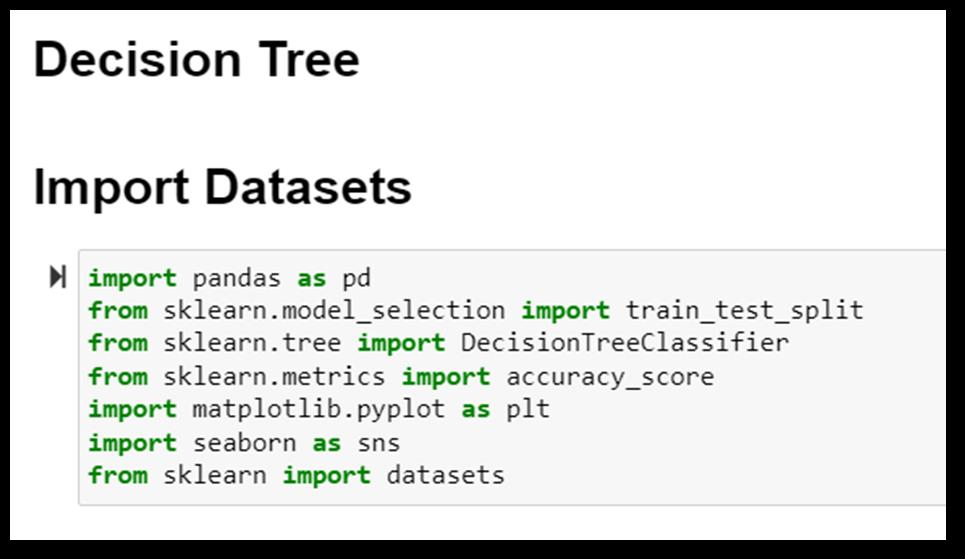 Decision Tree
Import Datasets
import pandas as pd
from sklearn.model_selection import train_test_split
from sklearn.tree import DecisionTreeClassifier
from sklearn.metrics import accuracy_score
import matplotlib.pyplot as plt
import seaborn as sns
from sklearn import datasets